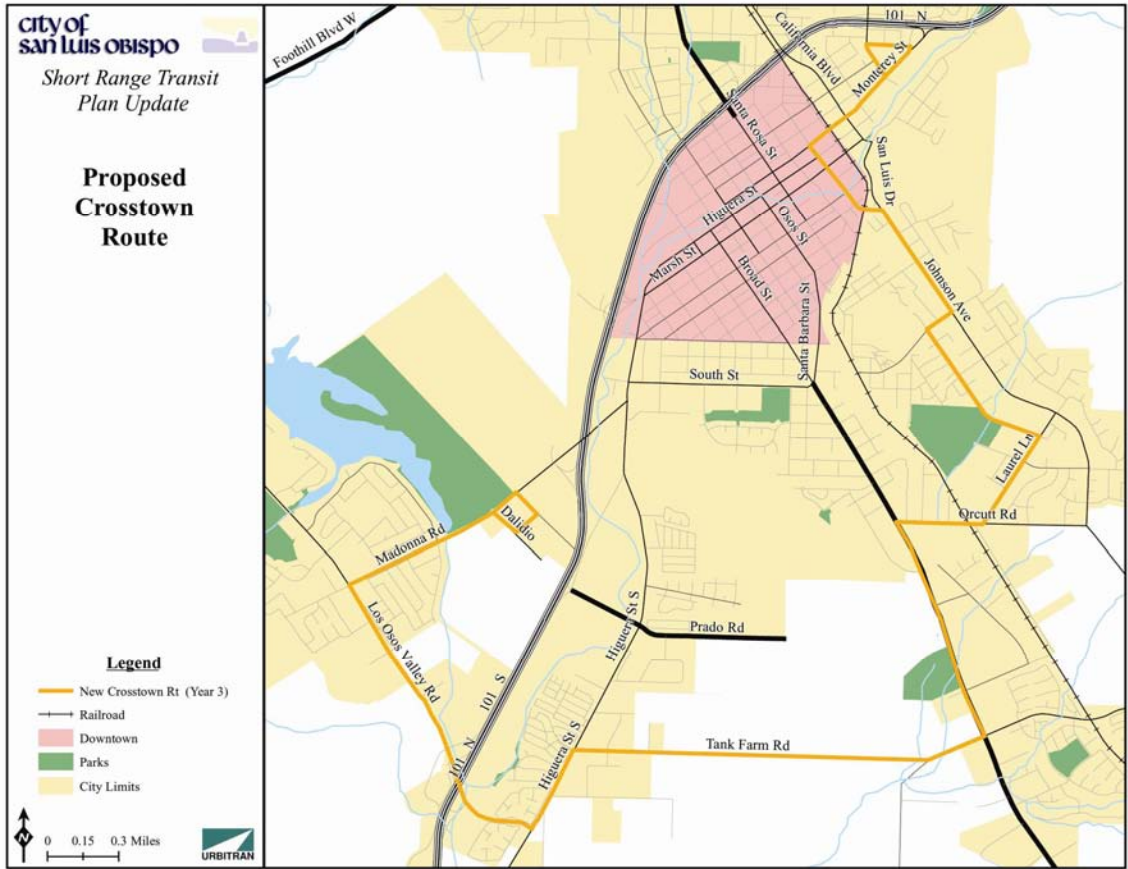 city of
san luis obispo
Short Range Transit
Plan Update
Proposed
Crosstown
Route
Legend
New Crosstown Rt (Year 3)
Railroad
Downtown
Parks
City Limits
N
0 0.15 0.3 Miles
URBITRAN
Foothill Blvd W
101 N
California Blvd
Monterey St
Santa Rosa St
San Luis Dr
Higuera St
Osos St
Marsh St
Broad St
Johnson Ave
Santa Barbara St
South St
Laurel Ln
Orcutt Rd
Dalidio
Madonna Rd
Los Osos Valley Rd
Higuera St S
Prado Rd
101 S
101 N
Higuera St S
Tank Farm Rd